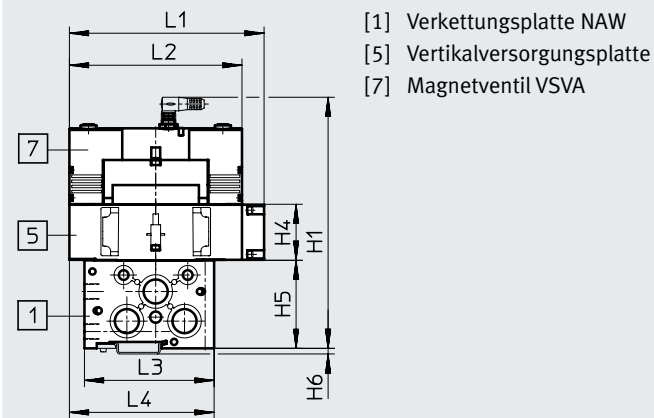 L1
L2
[1] Verkettungsplatte NAW
[5] Vertikalversorgungsplatte
[7] Magnetventil VSVA
7
5
1
H4
H1
H5
H6
L3
L4